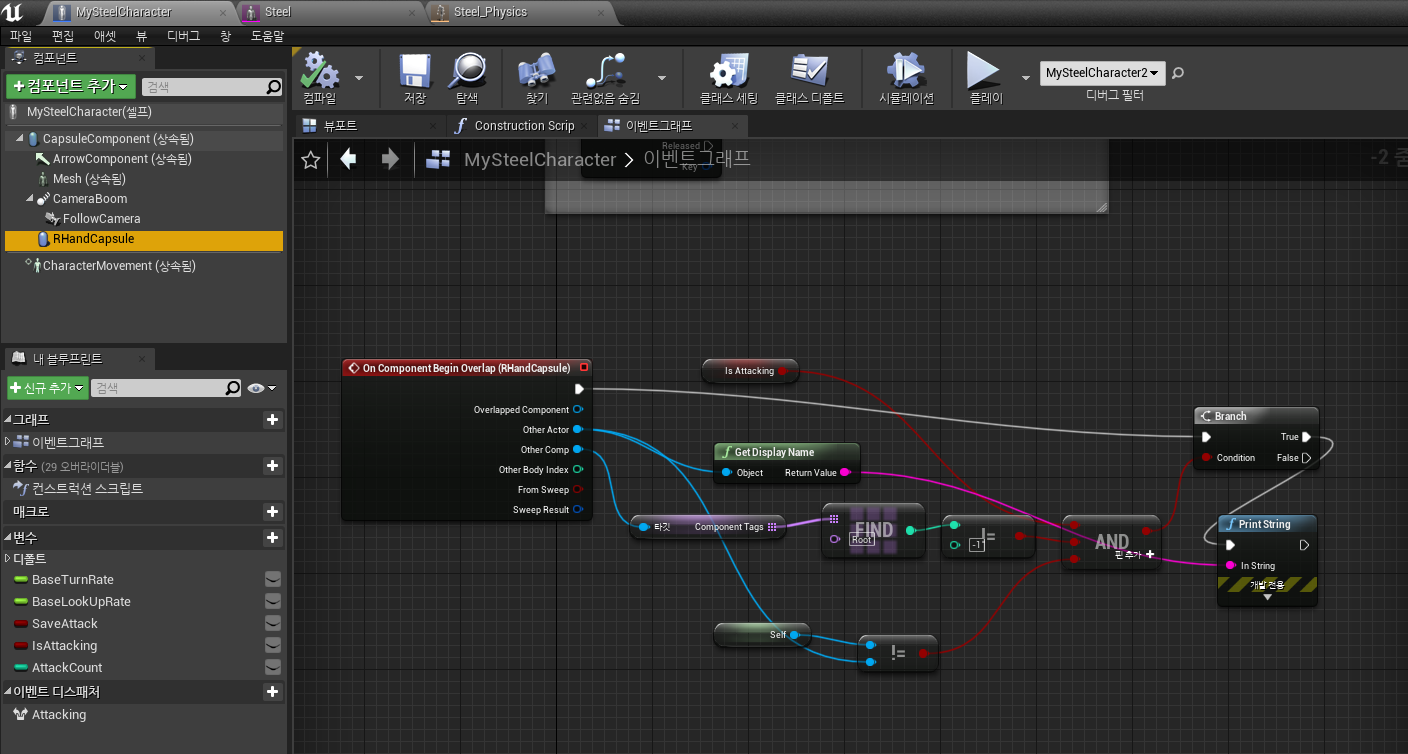 MySteelCharacter
Steel
Steel_Physics
파일 편집 애셋 뷰 디버그 창 도움말
컴포넌트
+컴포넌트 추가
검색
MySteelCharacter(셀프)
CapsuleComponent (상속됨)
ArrowComponent (상속됨)
Mesh (상속됨)
CameraBoom
FollowCamera
RHandCapsule
CharacterMovement (상속됨)
내 블루프린트
+신규 추가
검색
그래프
이벤트그래프
함수 (29 오버라이더블)
컨스트럭션 스크립트
매크로
변수
디폴트
BaseTurnRate
BaseLookUpRate
SaveAttack
IsAttacking
AttackCount
이벤트 디스패처
Attacking
컴파일
저장
탐색
찾기
관련없음 숨김
클래스 세팅
클래스 디폴트
시뮬레이션
플레이
MySteelCharacter2
디버그 필터
뷰포트
Construction Scrip
이벤트그래프
MySteelCharacter > 이벤트그래프
-2 줌
Released
Key
On Component Begin Overlap (RHandCapsule)
Overlapped Component
Other Actor
Other Comp
Other Body Index
From Sweep
Sweep Result
Is Attacking
Get Display Name
Object Return Value
타깃 Component Tags
FIND
Root
!=
-1
AND
핀 추가 +
Self
!=
Branch
True
Condition False
Print String
In String
개발 전용